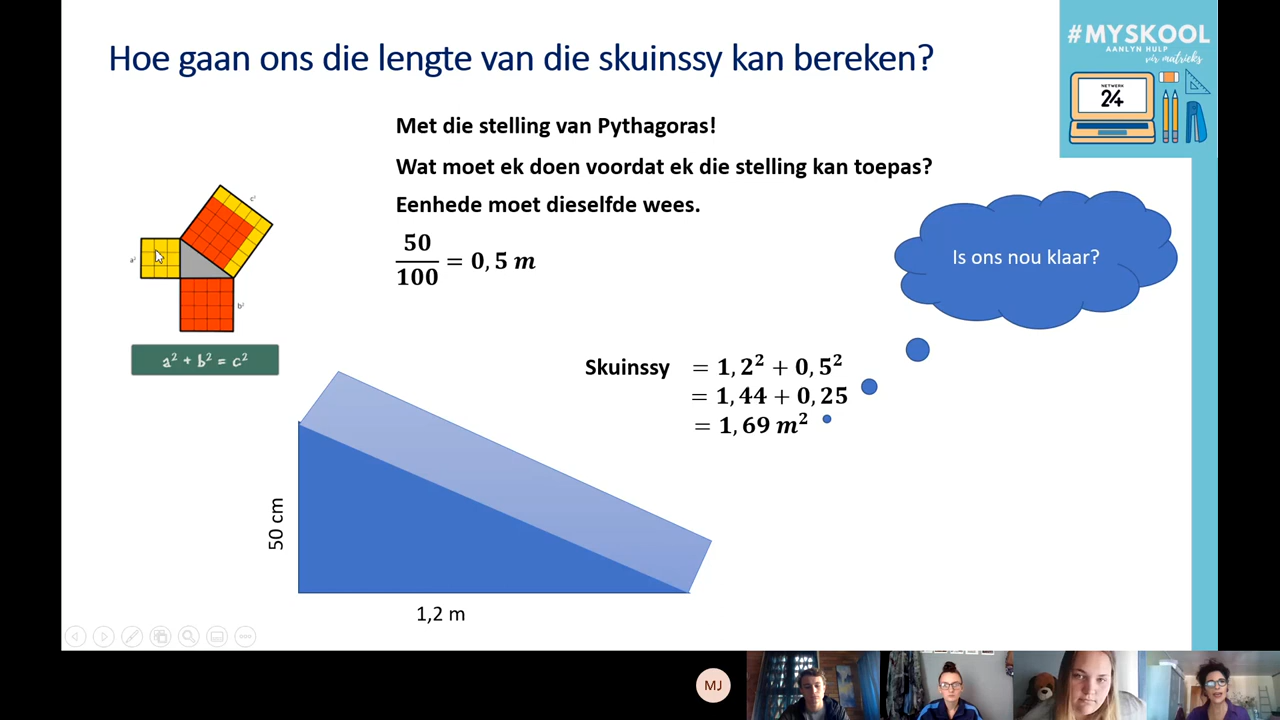 Hoe gaan ons die lengte van die skuinssy kan bereken?
#MYSKOOL
AANLYN HULP
vir matrieks
NETWERK
24
Met die stelling van Pythagoras!
Wat moet ek doen voordat ek die stelling kan toepas?
Eenhede moet dieselfde wees.
50/100 = 0,5 m
c²
a²
b²
a² + b² = c²
Is ons nou klaar?
Skuinssy = 1,2² + 0,5²
= 1,44 + 0,25
= 1,69 m²
50 cm
1,2 m
MJ